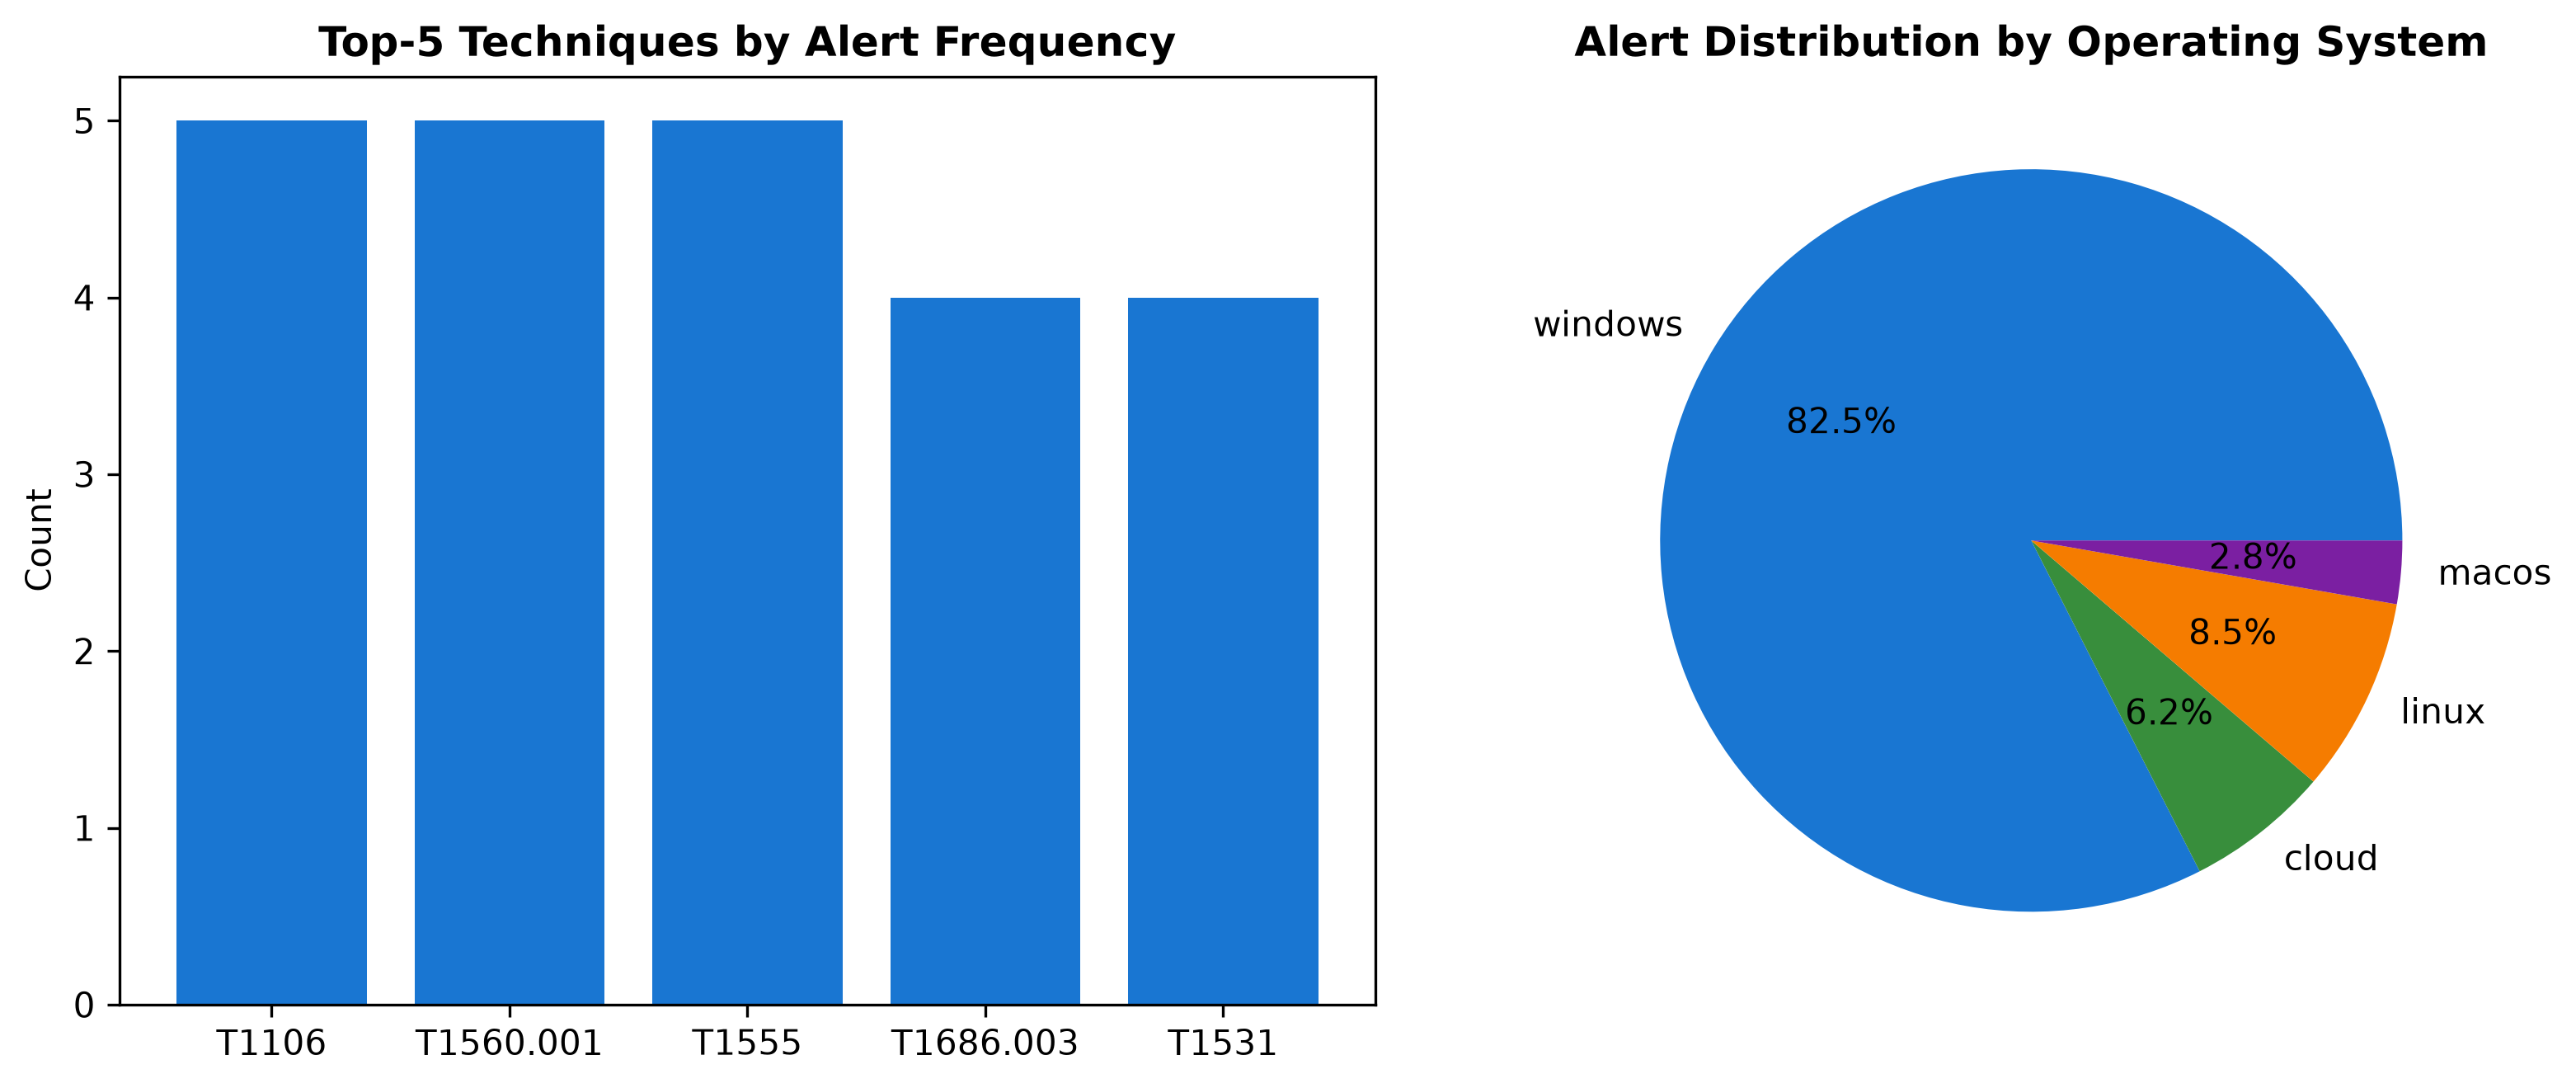 Top-5 Techniques by Alert Frequency
5
4
3
2
1
0
Count
T1106
T1560.001
T1555
T1686.003
T1531
Alert Distribution by Operating System
windows
82.5%
2.8%
macos
8.5%
linux
6.2%
cloud